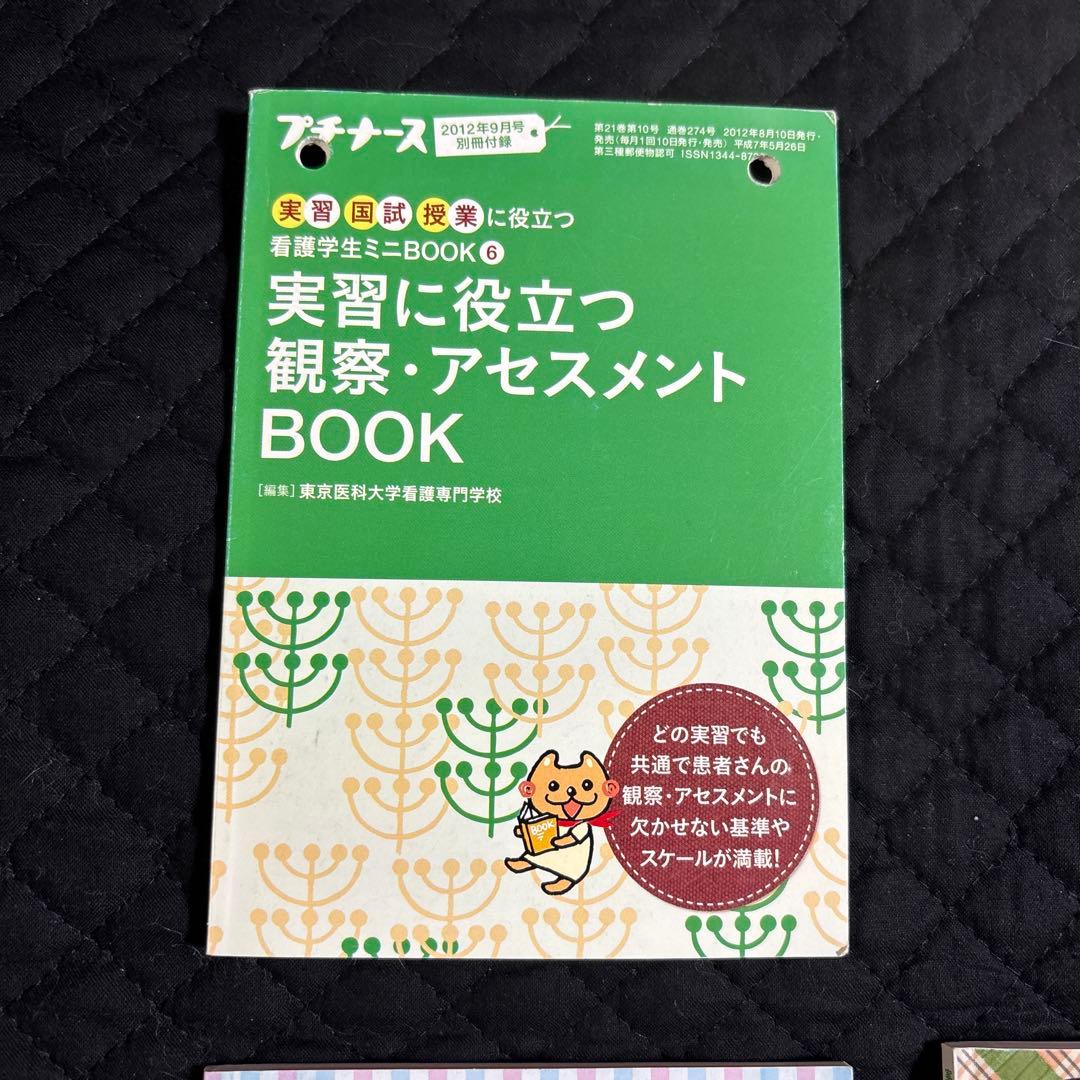 プチナース
2012年9月号
別冊付録
第21巻第10号 通巻274号 2012年8月10日発行・
発売(毎月1回10日発行・発売) 平成7年5月26日
第三種郵便物認可 ISSN1344-87
実習 国試 授業に役立つ
看護学生ミニBOOK6
実習に役立つ
観察・アセスメント
BOOK
[編集]東京医科大学看護専門学校
どの実習でも
共通で患者さんの
観察・アセスメントに
欠かせない基準や
スケールが満載!
BOOK